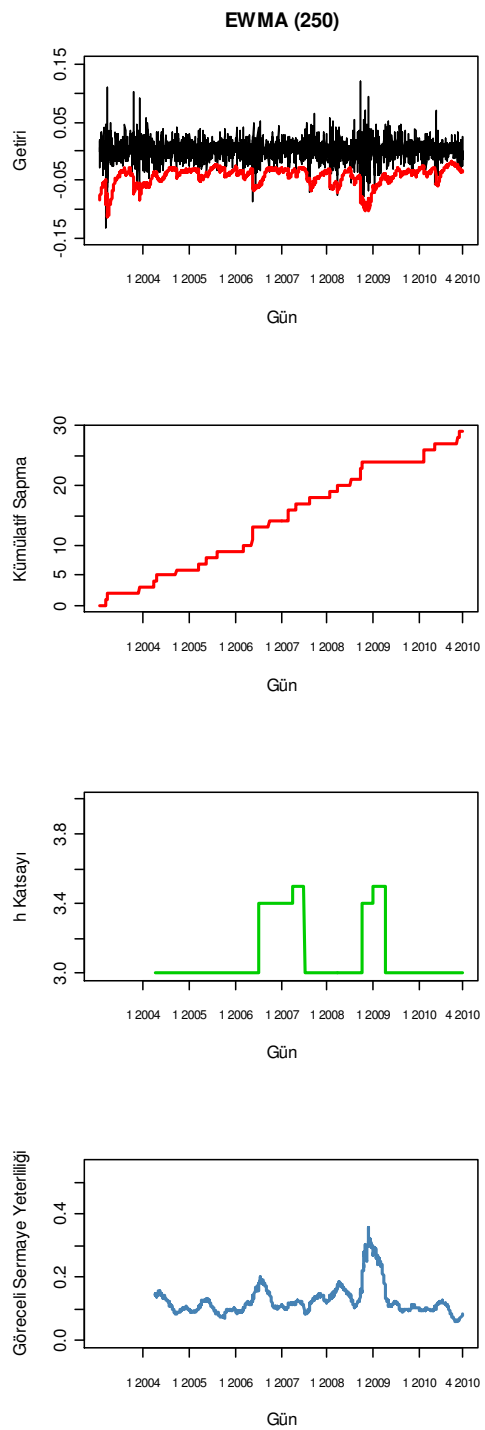 EWMA (250)
Getiri
0.15
0.05
-0.05
-0.15
1 2004 1 2005 1 2006 1 2007 1 2008 1 2009 1 2010 4 2010
Gün
Kümülatif Sapma
30
20
10
5
0
1 2004 1 2005 1 2006 1 2007 1 2008 1 2009 1 2010 4 2010
Gün
h Katsayı
3.8
3.4
3.0
1 2004 1 2005 1 2006 1 2007 1 2008 1 2009 1 2010 4 2010
Gün
Göreceli Sermaye Yeterliliği
0.4
0.2
0.0
1 2004 1 2005 1 2006 1 2007 1 2008 1 2009 1 2010 4 2010
Gün